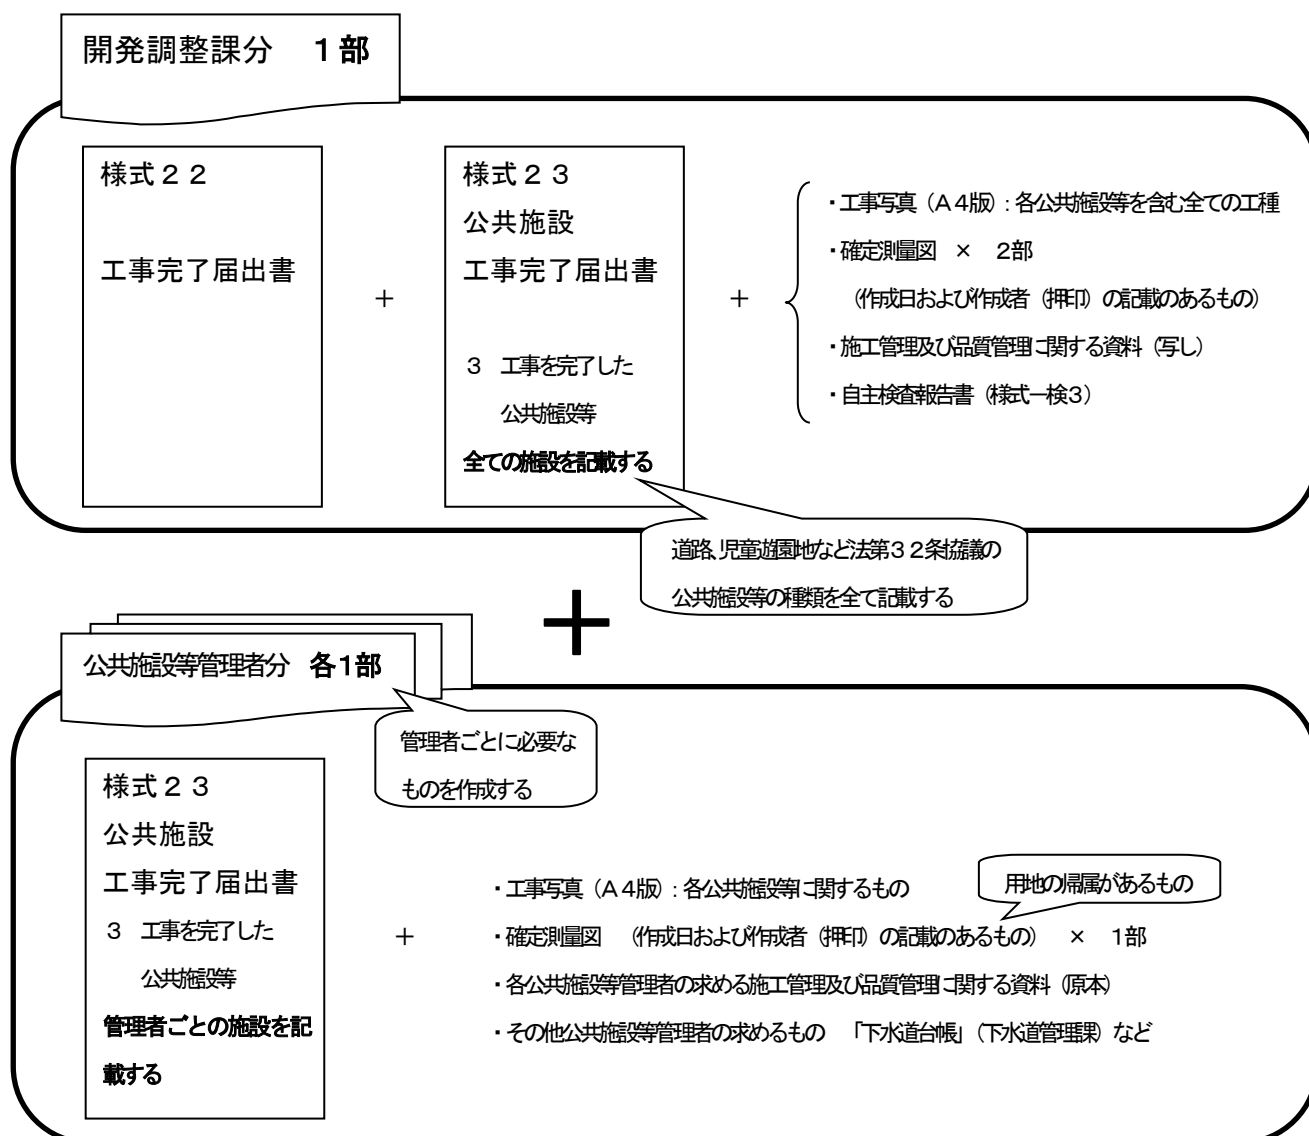 開発調整課分　１部
様式２２
工事完了届出書
＋
様式２３
公共施設
工事完了届出書
３　工事を完了した
公共施設等
全ての施設を記載する
＋
・工事写真（Ａ４版）：各公共施設等を含む全ての工種
・確定測量図　×　２部
（作成日および作成者（押印）の記載のあるもの）
・施工管理及び品質管理に関する資料（写し）
・自主検査報告書（様式－検３）
道路、児童遊園地など法第３２条協議の
公共施設等の種類を全て記載する
＋
公共施設等管理者分　各１部
管理者ごとに必要な
ものを作成する
様式２３
公共施設
工事完了届出書
３　工事を完了した
公共施設等
管理者ごとの施設を記
載する
＋
用地の帰属があるもの
・工事写真（Ａ４版）：各公共施設等に関するもの
・確定測量図　（作成日および作成者（押印）の記載のあるもの）　×　１部
・各公共施設等管理者の求める施工管理及び品質管理に関する資料（原本）
・その他公共施設等管理者の求めるもの　「下水道台帳」（下水道管理課）など